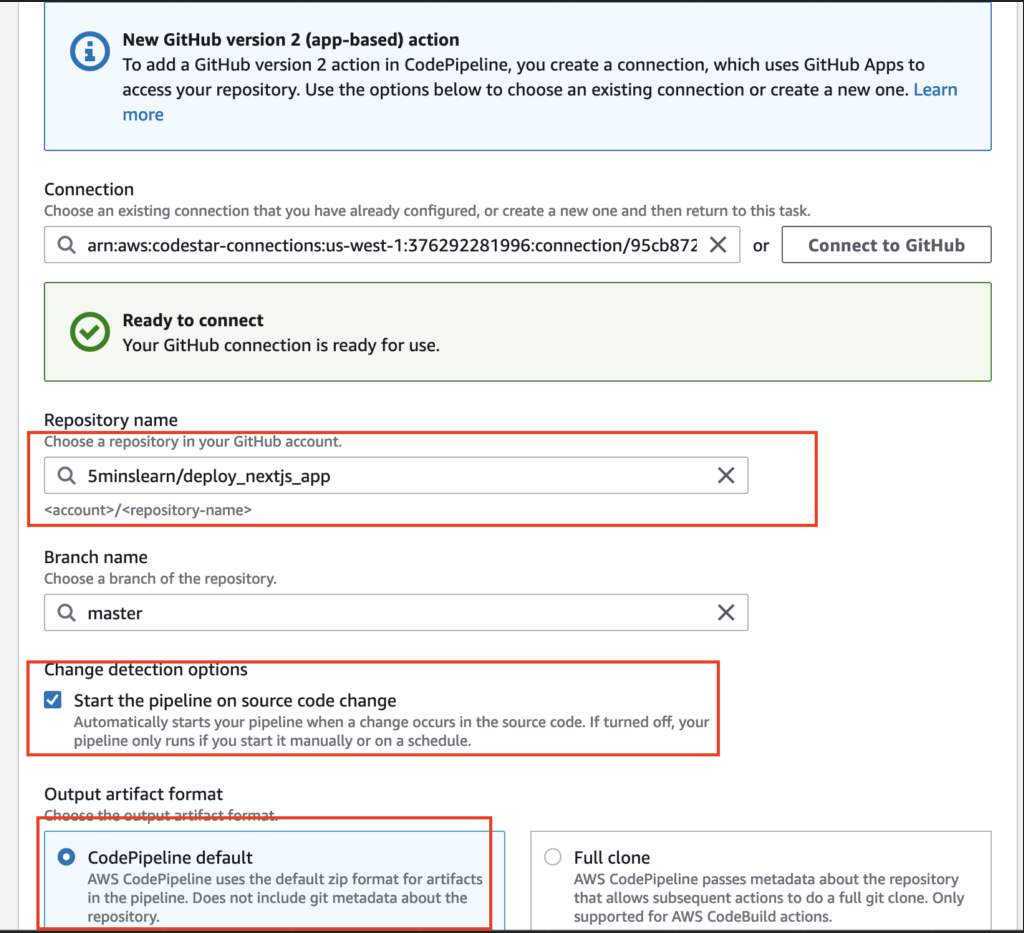 New GitHub version 2 (app-based) action
To add a GitHub version 2 action in CodePipeline, you create a connection, which uses GitHub Apps to
access your repository. Use the options below to choose an existing connection or create a new one. Learn
more
Connection
Choose an existing connection that you have already configured, or create a new one and then return to this task.
arn:aws:codestar-connections:us-west-1:376292281996:connection/95cb872
or
Connect to GitHub
Ready to connect
Your GitHub connection is ready for use.
Repository name
Choose a repository in your GitHub account.
5minslearn/deploy_nextjs_app
<account>/<repository-name>
Branch name
Choose a branch of the repository.
master
Change detection options
Start the pipeline on source code change
Automatically starts your pipeline when a change occurs in the source code. If turned off, your
pipeline only runs if you start it manually or on a schedule.
Output artifact format
Choose the output artifact format.
CodePipeline default
AWS CodePipeline uses the default zip format for artifacts
in the pipeline. Does not include git metadata about the
repository.
Full clone
AWS CodePipeline passes metadata about the repository
that allows subsequent actions to do a full git clone. Only
supported for AWS CodeBuild actions.